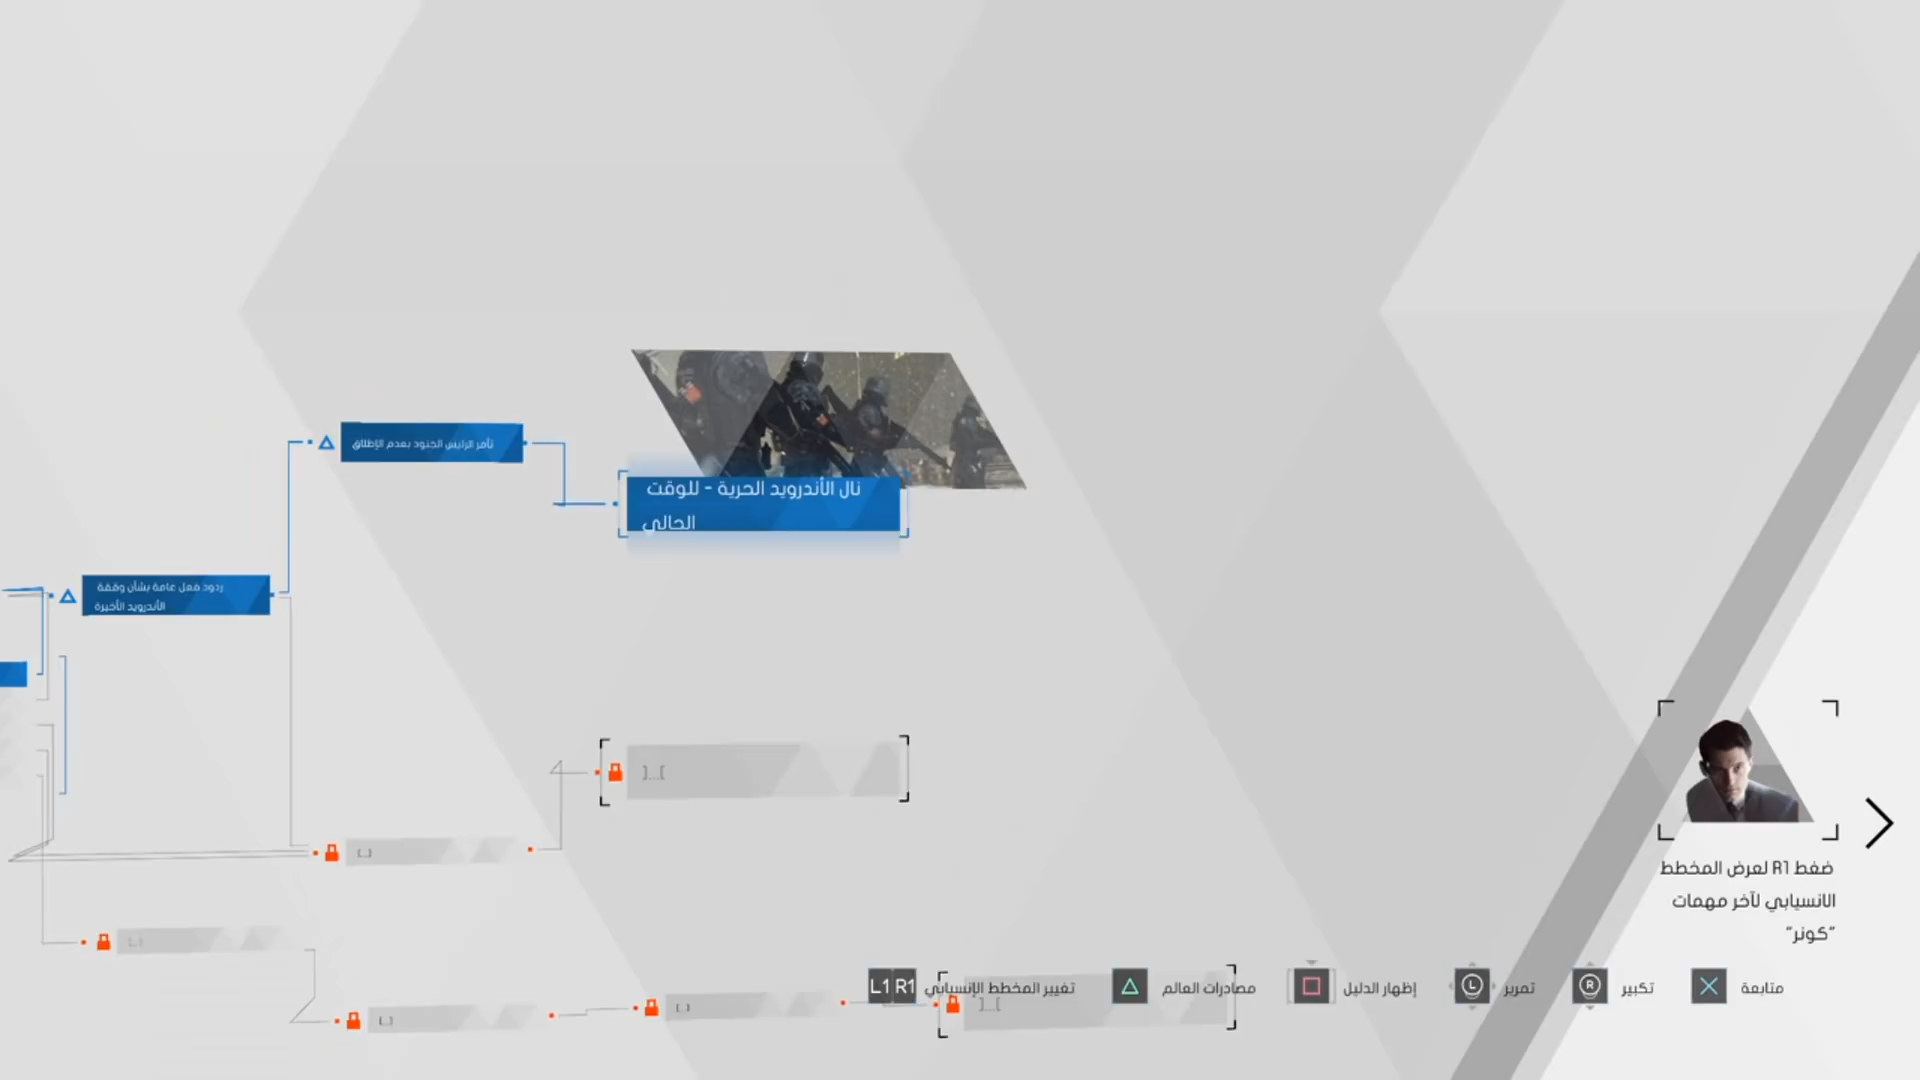 تأمر الرئيس الجنود بعدم الإطلاق
نال الأندرويد الحرية - للوقت
الحالي
ردود فعل عامة بشأن وقفة
الأندرويد الأخيرة
]...[
[...]
[...]
[...]
[...]
]...[
ضغط R1 لعرض المخطط
الانسيابي لآخر مهمات
"كونر"
L1 R1 تغيير المخطط الإنسيابي
مصادرات العالم
إظهار الدليل
L تمرير
R تكبير
متابعة